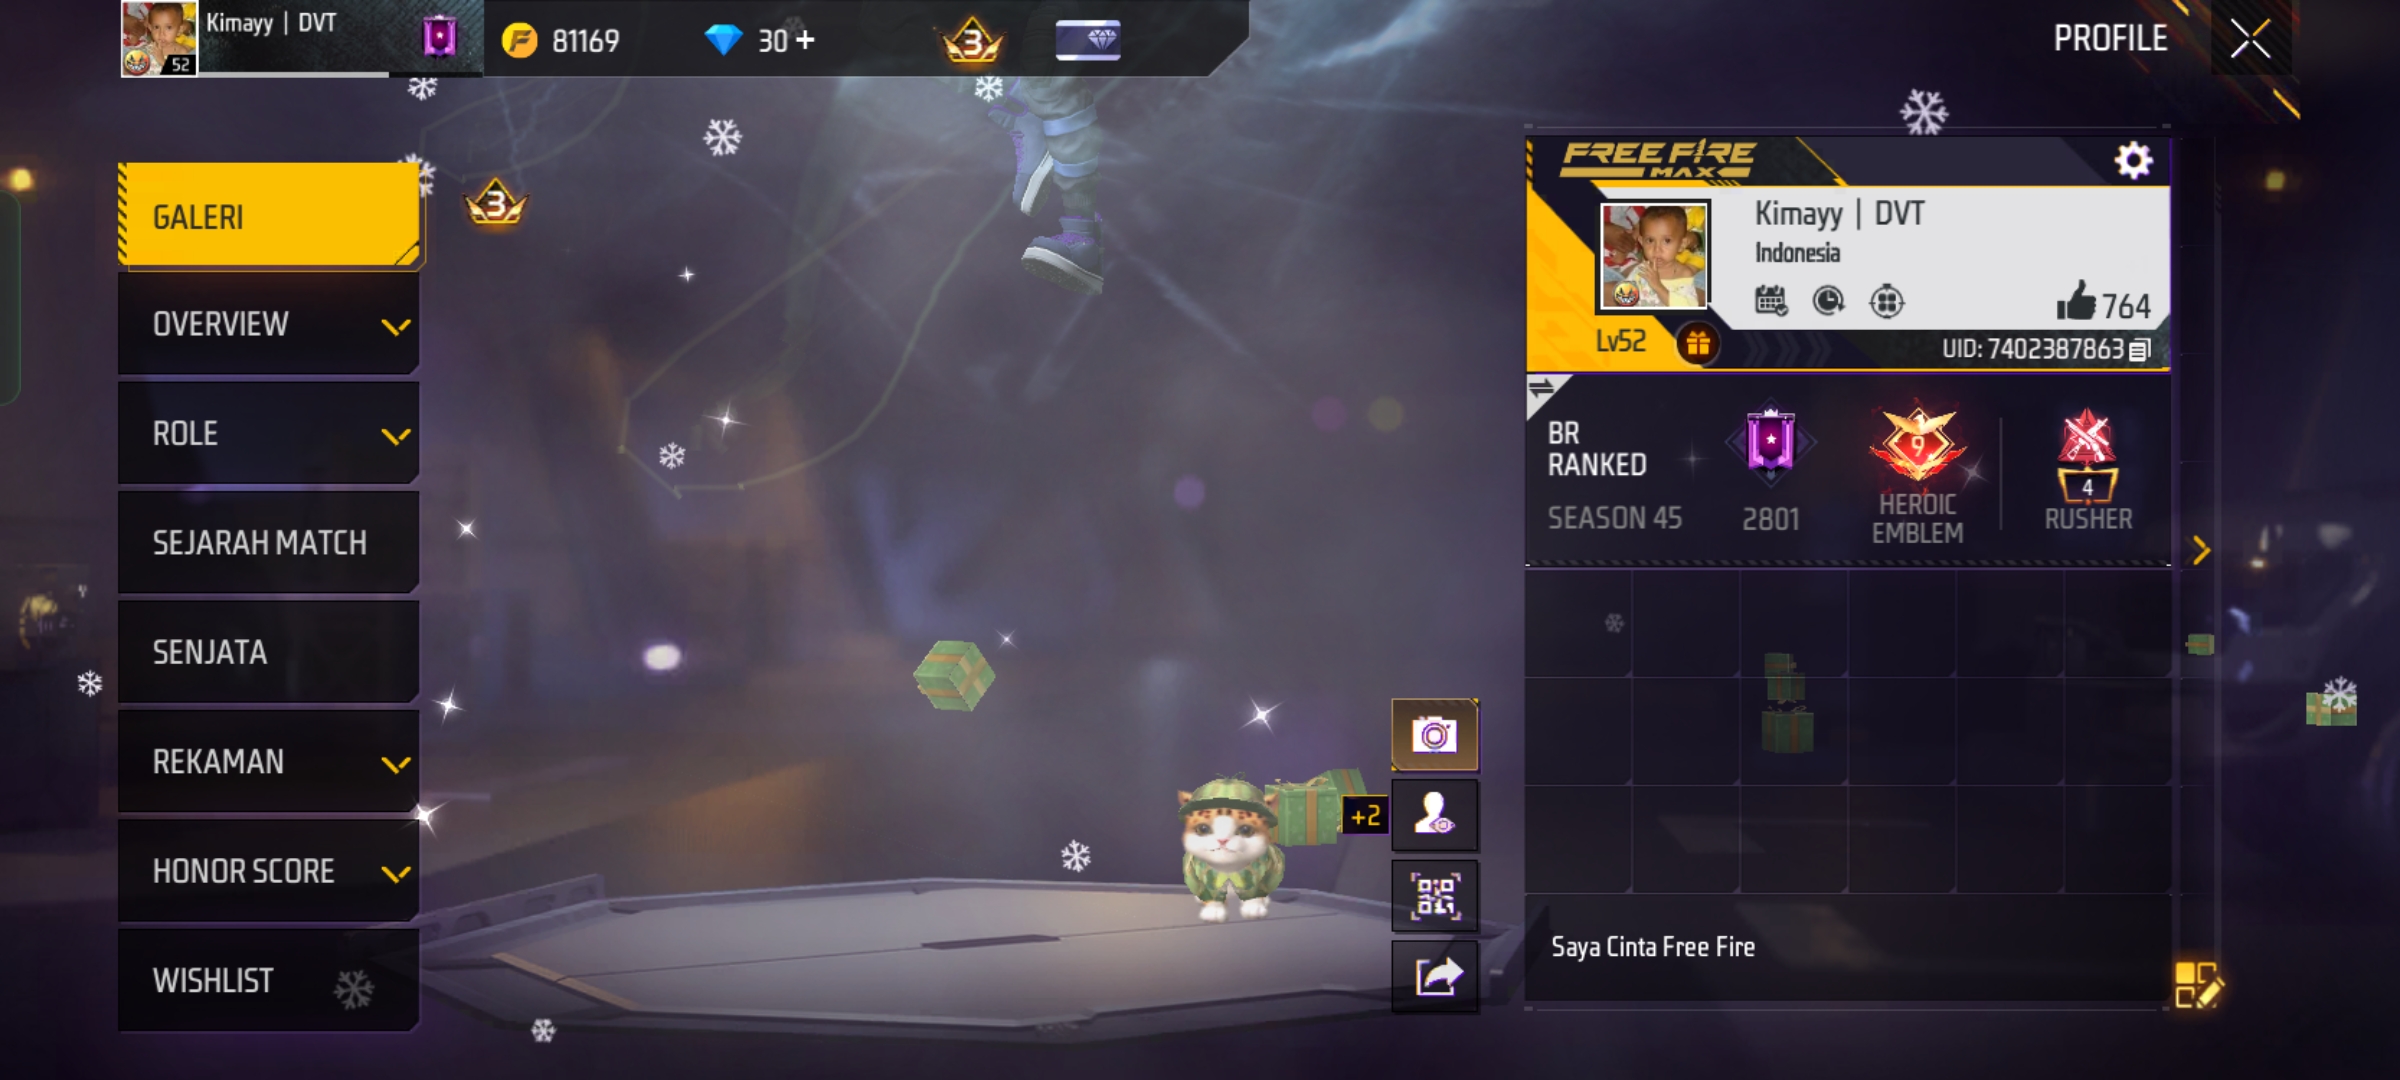 Kimayy | DVT
52
81169
30 +
3
PROFILE
GALERI
3
OVERVIEW
ROLE
SEJARAH MATCH
SENJATA
REKAMAN
HONOR SCORE
WISHLIST
+2
FREE FIRE
MAX
Kimayy | DVT
Indonesia
764
Lv52
UID: 7402387863
BR
RANKED
SEASON 45
2801
9
HEROIC
EMBLEM
4
RUSHER
Saya Cinta Free Fire